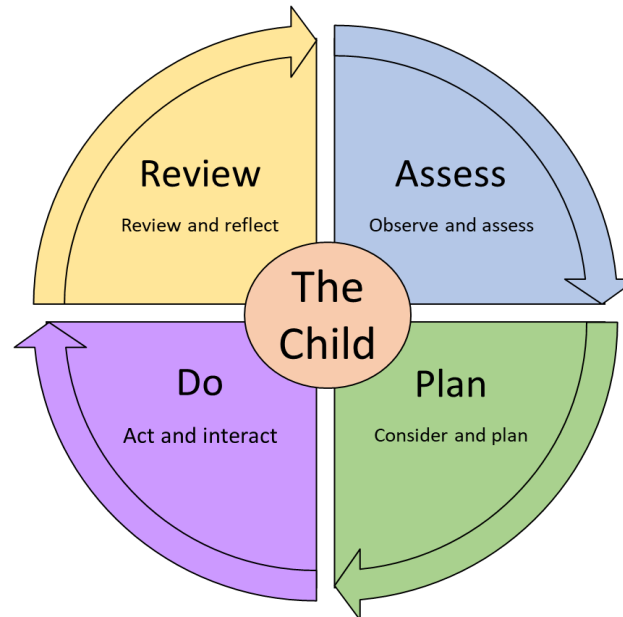 Review
Review and reflect
Assess
Observe and assess
The
Child
Do
Act and interact
Plan
Consider and plan